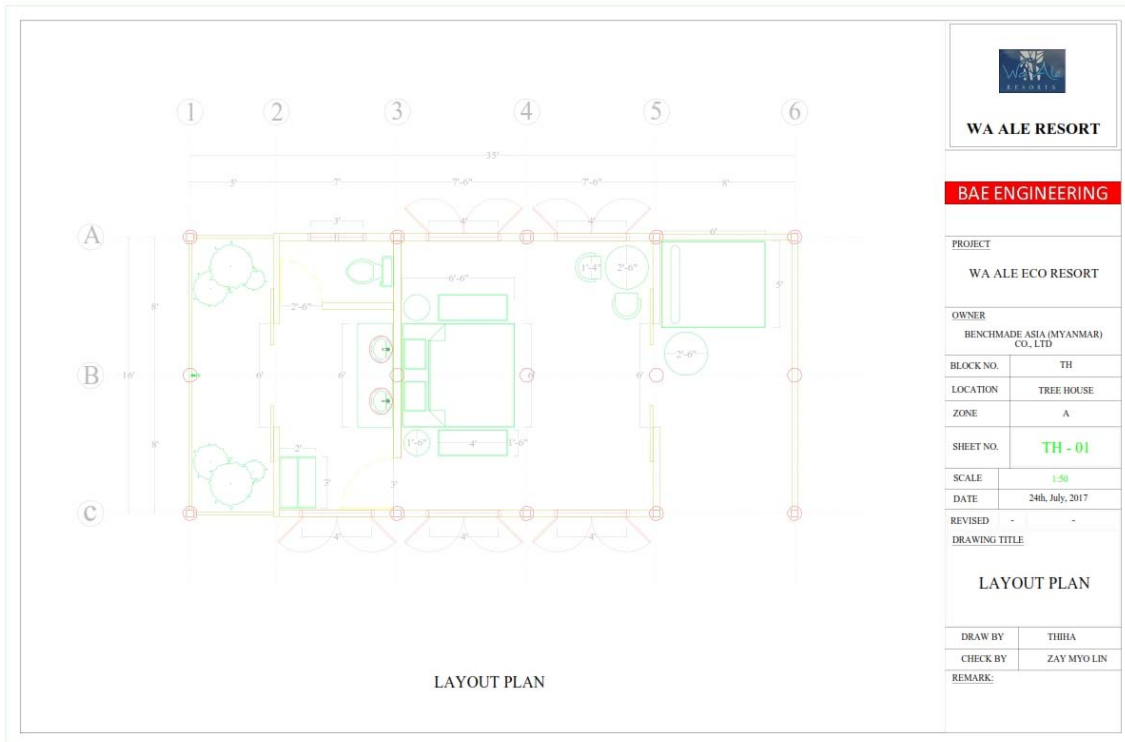 1
2
3
4
5
6
35'
5'
7'
7'-6"
7'-6"
8'
3'
4'
4'
6'
A
1'-4"
2'-6"
5'
6'-6"
2'-6"
8'
2'-6"
B
16'
6'
6'
6'
6'
8'
1'-6"
4'
1'-6"
2'
3'
3'
c
4'
4'
4'
LAYOUT PLAN
Wa Ale
RESORTS
WA ALE RESORT
BAE ENGINEERING
PROJECT
WA ALE ECO RESORT
OWNER
BENCHMADE ASIA (MYANMAR)
CO., LTD
BLOCK NO. TH
LOCATION TREE HOUSE
ZONE A
SHEET NO. TH - 01
SCALE 1:50
DATE 24th, July, 2017
REVISED - -
DRAWING TITLE
LAYOUT PLAN
DRAW BY THIHA
CHECK BY ZAY MYO LIN
REMARK: